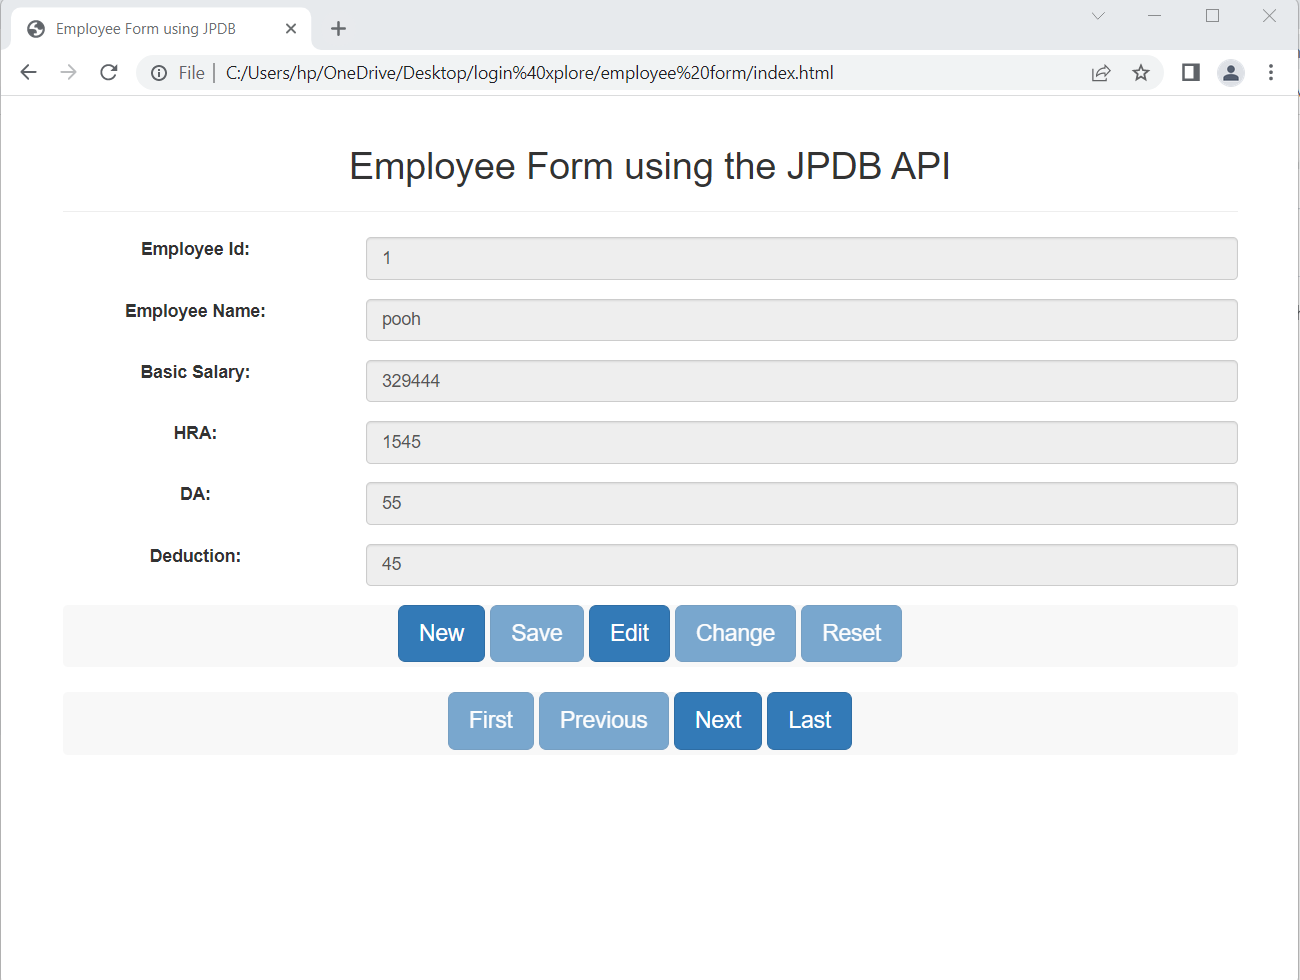 Employee Form using JPDB
File | C:/Users/hp/OneDrive/Desktop/login%40xplore/employee%20form/index.html
Employee Form using the JPDB API
Employee Id: 1
Employee Name: pooh
Basic Salary: 329444
HRA: 1545
DA: 55
Deduction: 45
New Save Edit Change Reset
First Previous Next Last